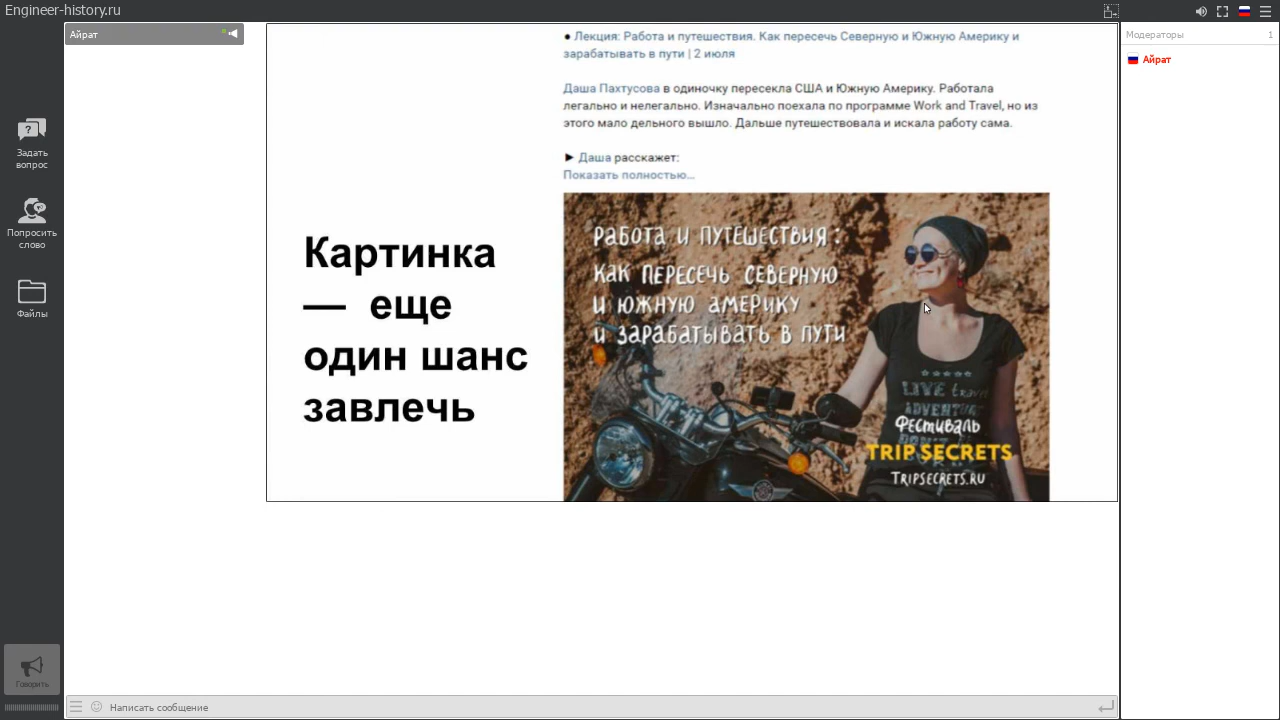 Engineer-history.ru
Айрат
Модераторы 1
Айрат
Задать
вопрос
Попросить
слово
Файлы
Говорить
● Лекция: Работа и путешествия. Как пересечь Северную и Южную Америку и
зарабатывать в пути | 2 июля
Даша Пахтусова в одиночку пересекла США и Южную Америку. Работала
легально и нелегально. Изначально поехала по программе Work and Travel, но из
этого мало дельного вышло. Дальше путешествовала и искала работу сама.
► Даша расскажет:
Показать полностью...
Картинка
— еще
один шанс
завлечь
РАБОТА И ПУТЕШЕСТВИЯ:
КАК ПЕРЕСЕЧЬ СЕВЕРНУЮ
И ЮЖНУЮ АМЕРИКУ
И ЗАРАБАТЫВАТЬ В ПУТИ
LIVE travel
ADVENTURE
ФЕСТИВАЛЬ
TRIP SECRETS
TRIPSECRETS.RU
Написать сообщение